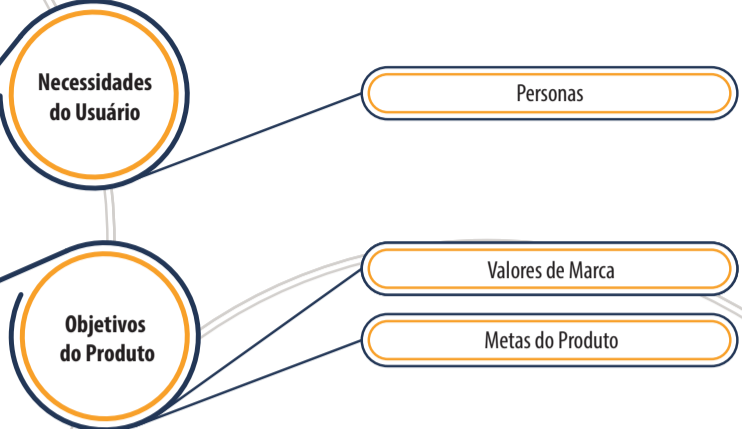 Necessidades
do Usuário
Personas
Objetivos
do Produto
Valores de Marca
Metas do Produto